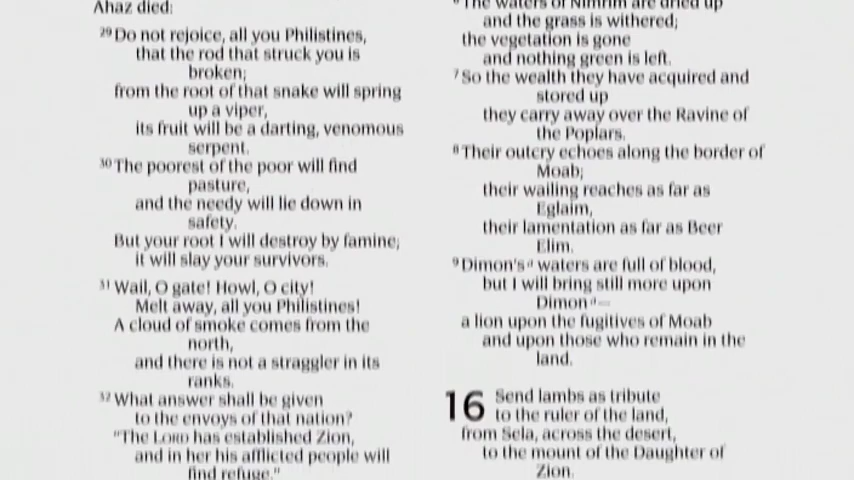 Ahaz died:
29 Do not rejoice, all you Philistines,
that the rod that struck you is
broken;
from the root of that snake will spring
up a viper,
its fruit will be a darting, venomous
serpent.
30 The poorest of the poor will find
pasture,
and the needy will lie down in
safety.
But your root I will destroy by famine;
it will slay your survivors.
31 Wail, O gate! Howl, O city!
Melt away, all you Philistines!
A cloud of smoke comes from the
north,
and there is not a straggler in its
ranks.
32 What answer shall be given
to the envoys of that nation?
"The LORD has established Zion,
and in her his afflicted people will
find refuge."
6 The waters of Nimrim are dried up
and the grass is withered;
the vegetation is gone
and nothing green is left.
7 So the wealth they have acquired and
stored up
they carry away over the Ravine of
the Poplars.
8 Their outcry echoes along the border of
Moab;
their wailing reaches as far as
Eglaim,
their lamentation as far as Beer
Elim.
9 Dimon's d waters are full of blood,
but I will bring still more upon
Dimon d—
a lion upon the fugitives of Moab
and upon those who remain in the
land.
16 Send lambs as tribute
to the ruler of the land,
from Sela, across the desert,
to the mount of the Daughter of
Zion.